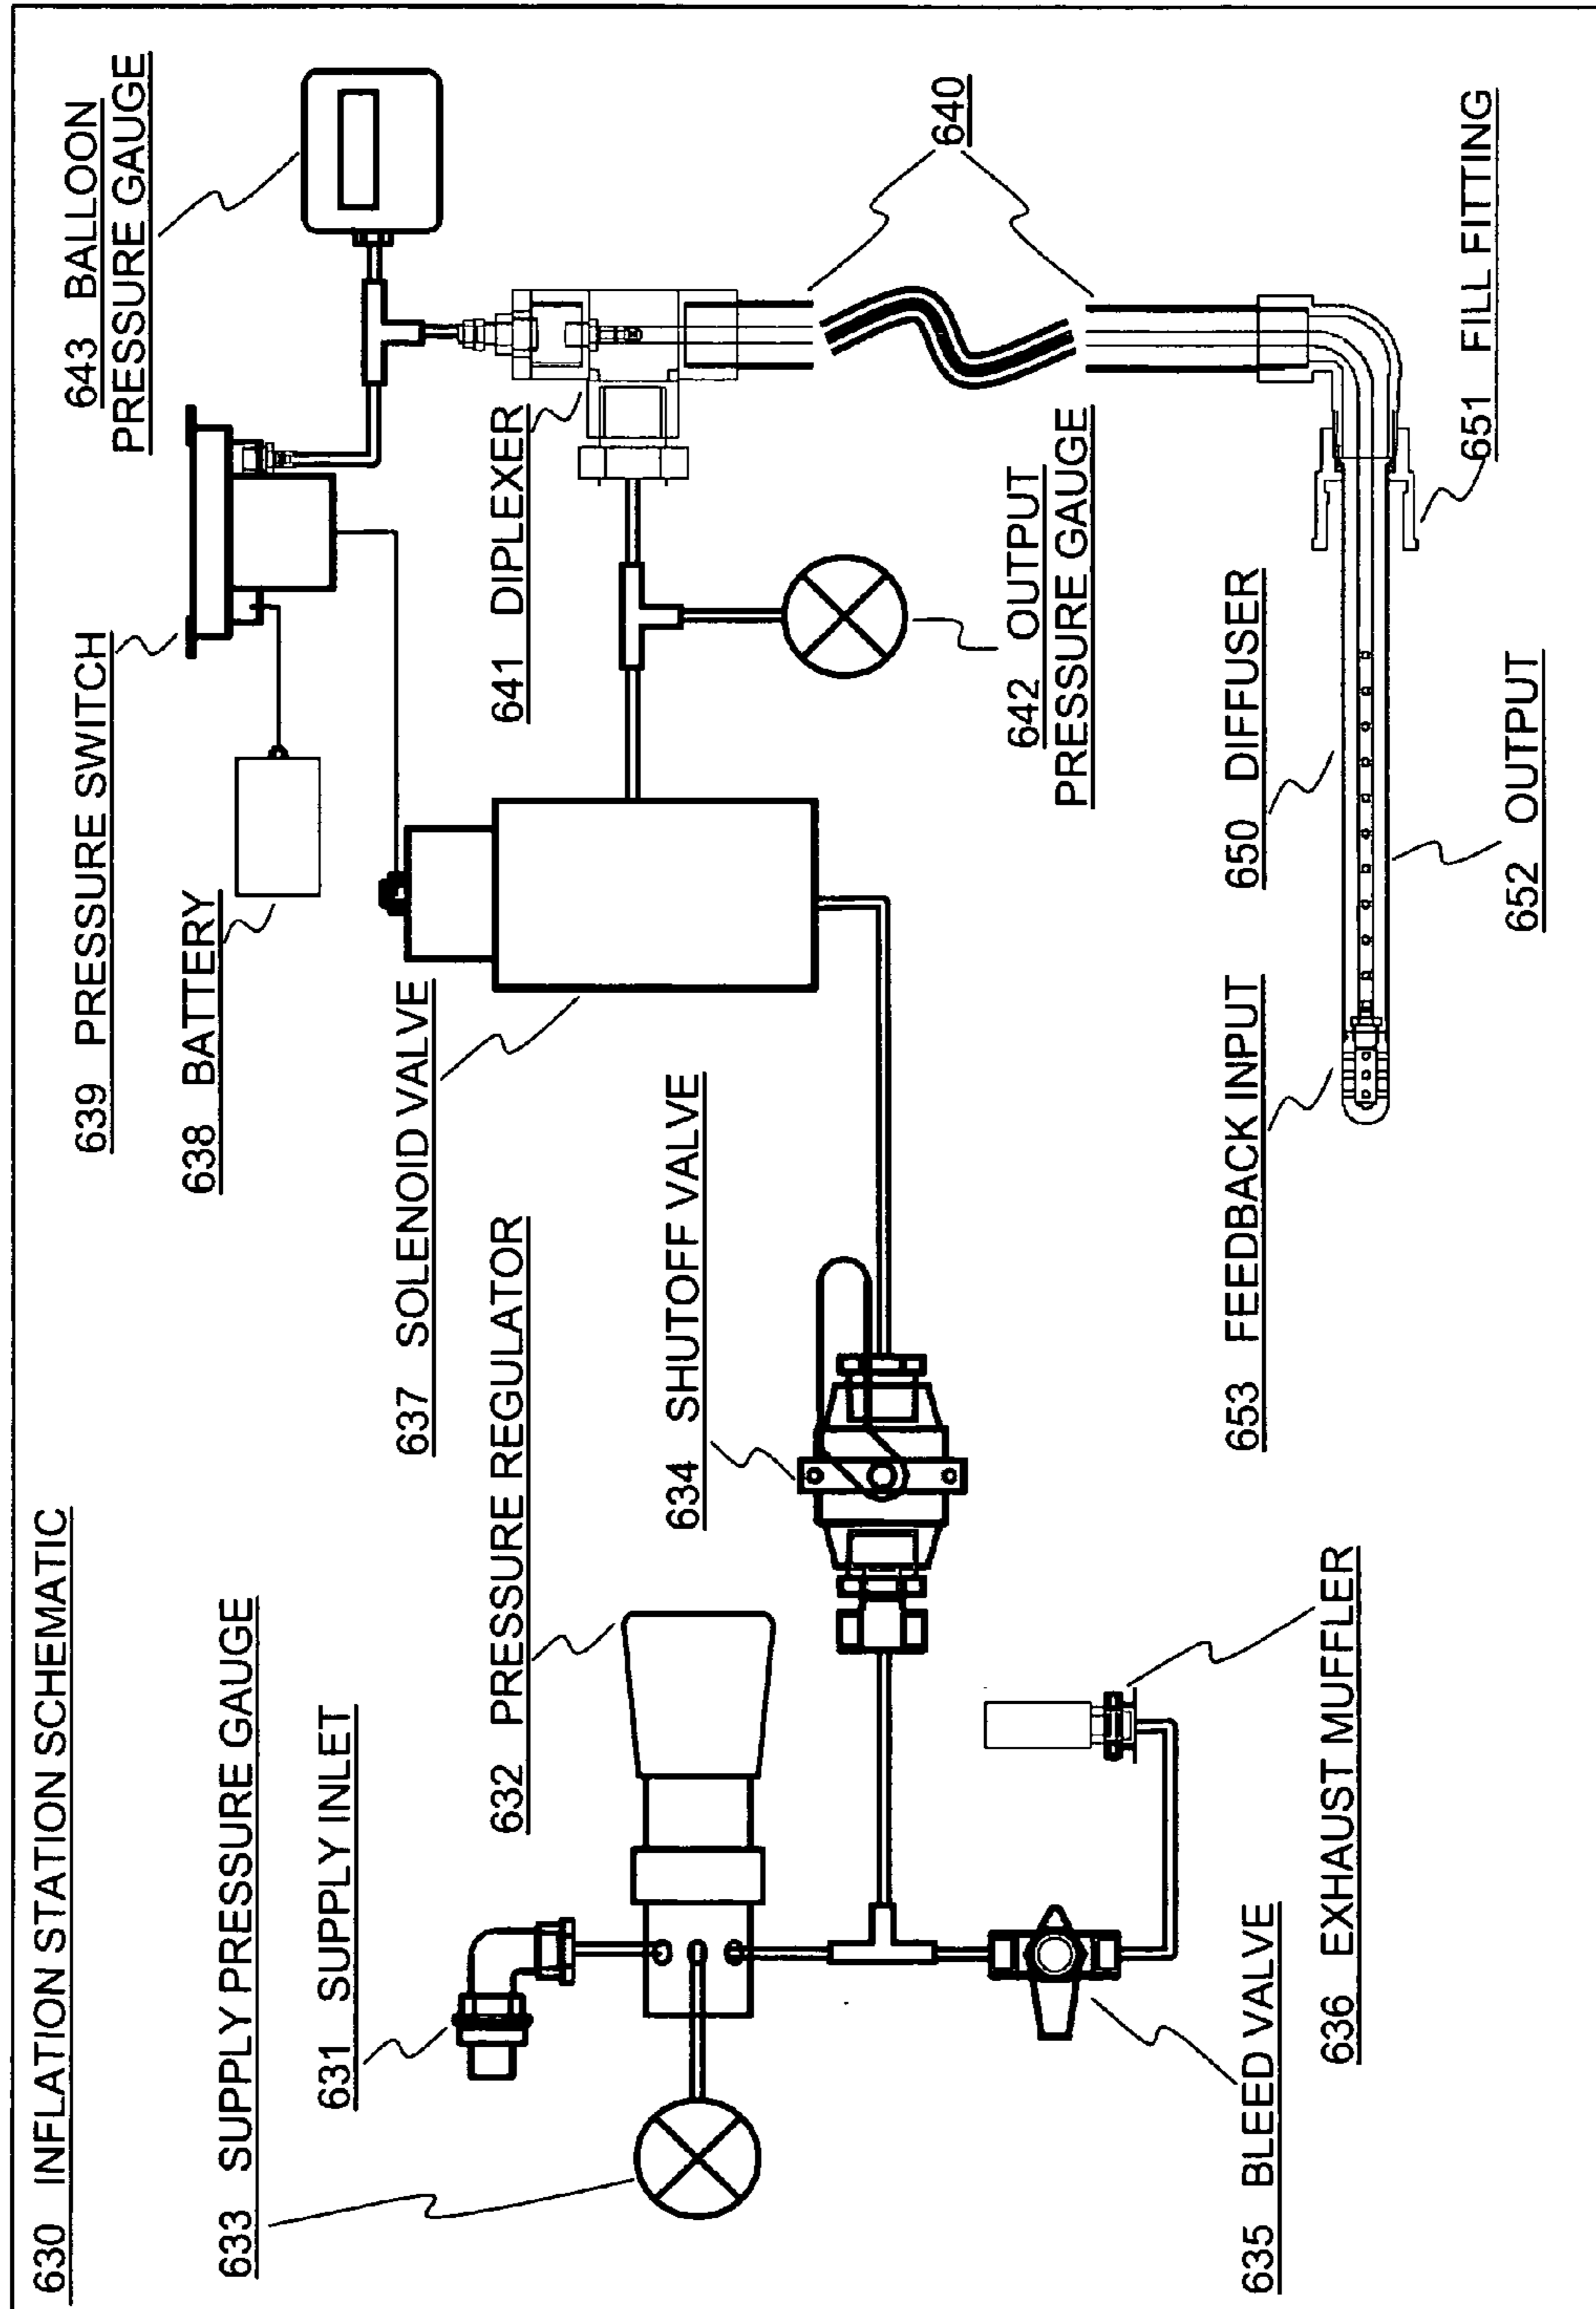 630 INFLATION STATION SCHEMATIC
633 SUPPLY PRESSURE GAUGE
631 SUPPLY INLET
632 PRESSURE REGULATOR
634 SHUTOFF VALVE
635 BLEED VALVE
636 EXHAUST MUFFLER
637 SOLENOID VALVE
638 BATTERY
639 PRESSURE SWITCH
643 BALLOON
PRESSURE GAUGE
641 DIPLEXER
642 OUTPUT
PRESSURE GAUGE
640
653 FEEDBACK INPUT
650 DIFFUSER
652 OUTPUT
651 FILL FITTING